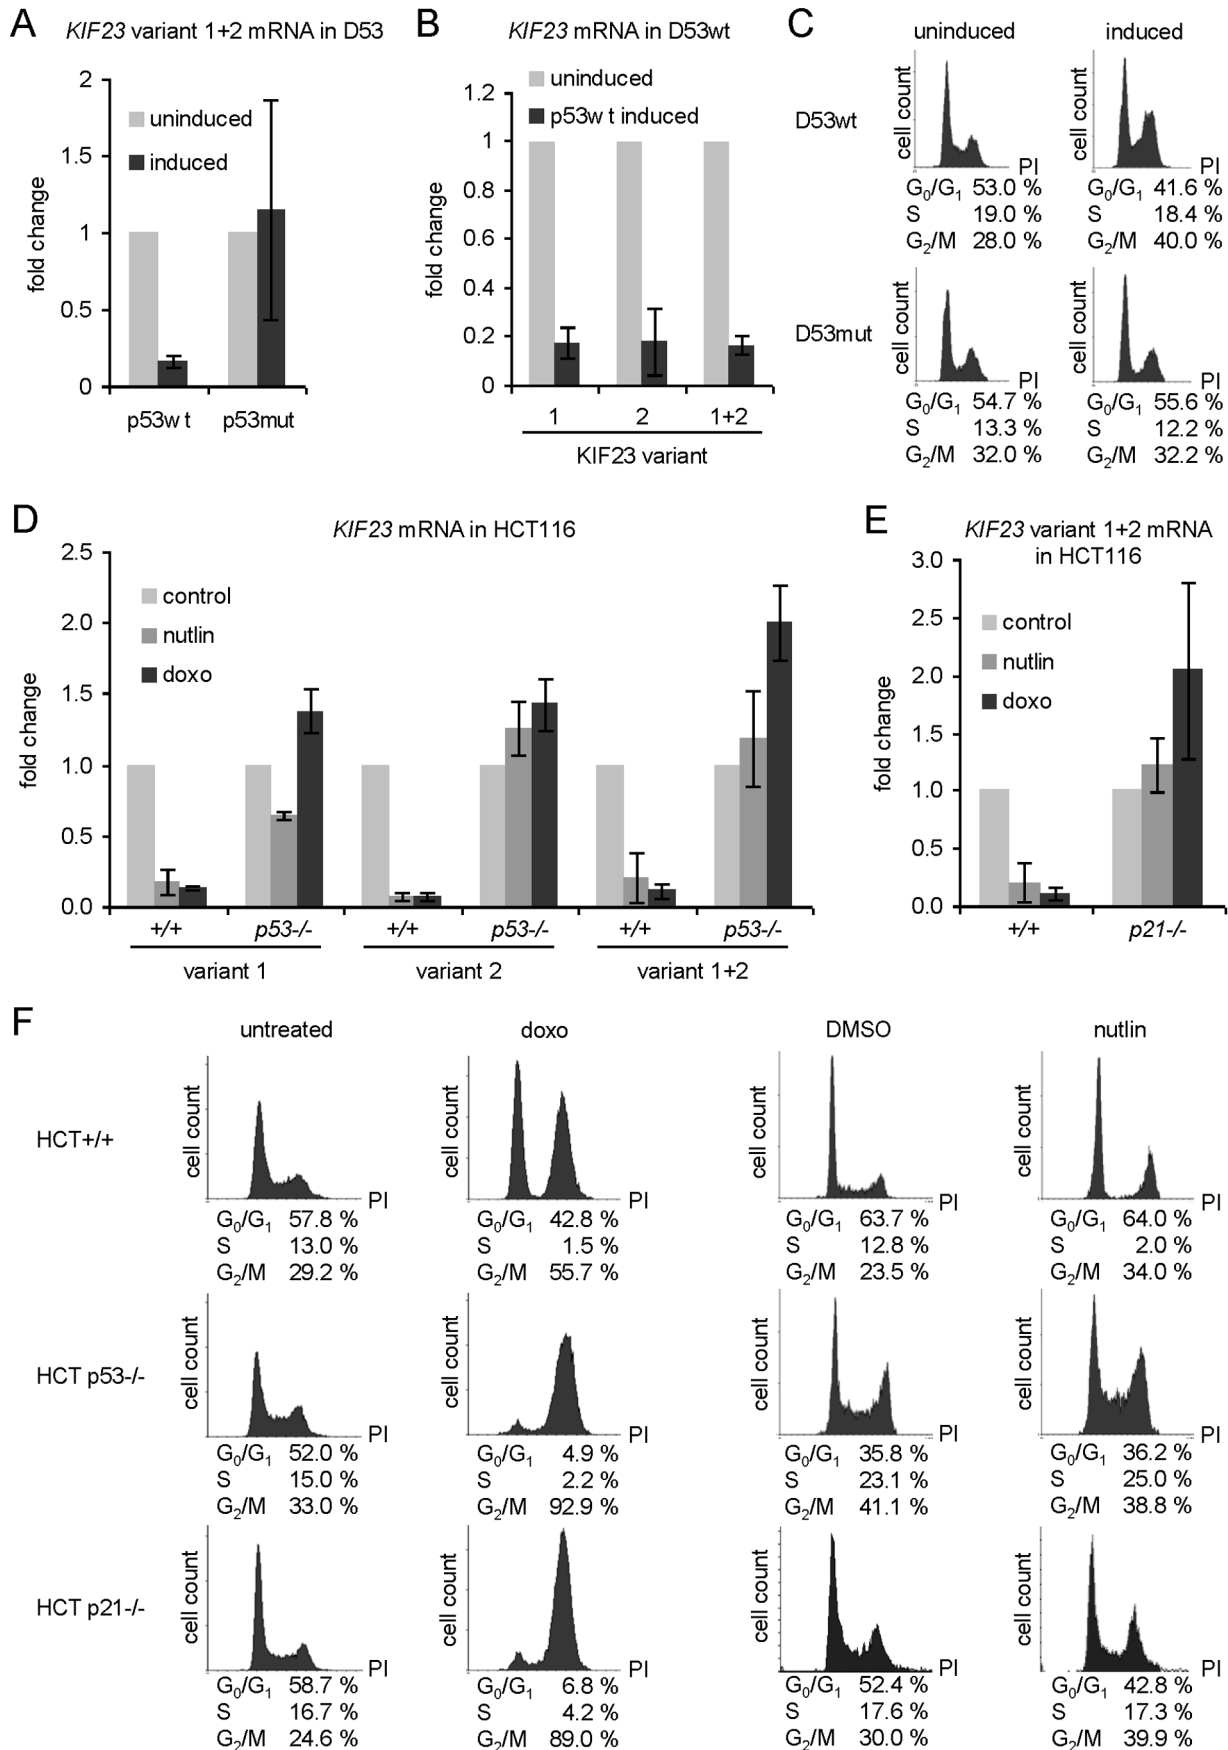 A
KIF23 variant 1+2 mRNA in D53
fold change
2
1.5
1
0.5
0
uninduced
induced
p53w t
p53mut
B
KIF23 mRNA in D53wt
uninduced
p53w t induced
fold change
1.2
1
0.8
0.6
0.4
0.2
0
1
2
1+2
KIF23 variant
C
uninduced
induced
D53wt
cell count
PI
G0/G1 53.0 %
S 19.0 %
G2/M 28.0 %
cell count
PI
G0/G1 41.6 %
S 18.4 %
G2/M 40.0 %
D53mut
cell count
PI
G0/G1 54.7 %
S 13.3 %
G2/M 32.0 %
cell count
PI
G0/G1 55.6 %
S 12.2 %
G2/M 32.2 %
D
KIF23 mRNA in HCT116
fold change
2.5
2.0
1.5
1.0
0.5
0.0
control
nutlin
doxo
+/+
p53-/-
+/+
p53-/-
+/+
p53-/-
variant 1
variant 2
variant 1+2
E
KIF23 variant 1+2 mRNA
in HCT116
fold change
3.0
2.5
2.0
1.5
1.0
0.5
0.0
control
nutlin
doxo
+/+
p21-/-
F
untreated
doxo
DMSO
nutlin
HCT+/+
cell count
PI
G0/G1 57.8 %
S 13.0 %
G2/M 29.2 %
cell count
PI
G0/G1 42.8 %
S 1.5 %
G2/M 55.7 %
cell count
PI
G0/G1 63.7 %
S 12.8 %
G2/M 23.5 %
cell count
PI
G0/G1 64.0 %
S 2.0 %
G2/M 34.0 %
HCT p53-/-
cell count
PI
G0/G1 52.0 %
S 15.0 %
G2/M 33.0 %
cell count
PI
G0/G1 4.9 %
S 2.2 %
G2/M 92.9 %
cell count
PI
G0/G1 35.8 %
S 23.1 %
G2/M 41.1 %
cell count
PI
G0/G1 36.2 %
S 25.0 %
G2/M 38.8 %
HCT p21-/-
cell count
PI
G0/G1 58.7 %
S 16.7 %
G2/M 24.6 %
cell count
PI
G0/G1 6.8 %
S 4.2 %
G2/M 89.0 %
cell count
PI
G0/G1 52.4 %
S 17.6 %
G2/M 30.0 %
cell count
PI
G0/G1 42.8 %
S 17.3 %
G2/M 39.9 %